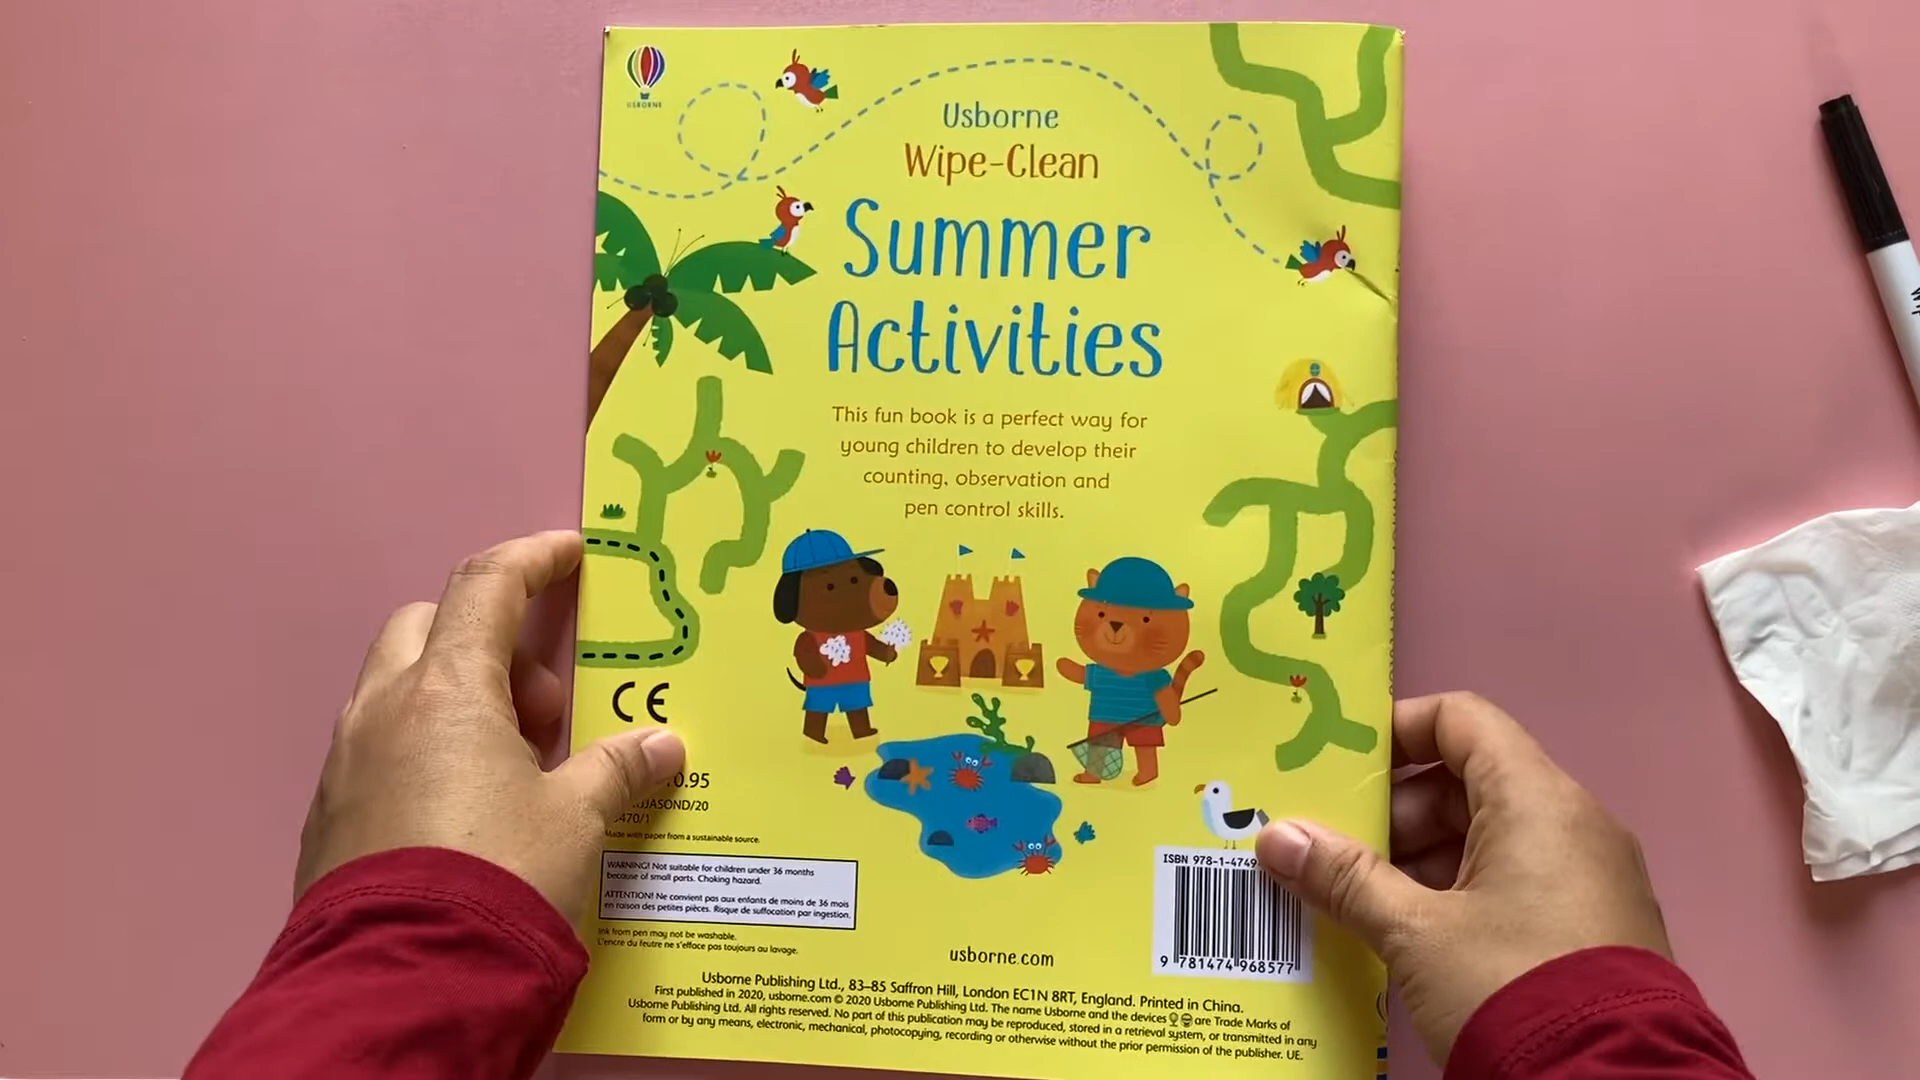 USBORNE
Usborne
Wipe-Clean
Summer
Activities
This fun book is a perfect way for
young children to develop their
counting, observation and
pen control skills.
CE
0.95
JASOND/20
470/1
Made with paper from a sustainable source.
WARNING! Not suitable for children under 36 months
because of small parts. Choking hazard.
ATTENTION! Ne convient pas aux enfants de moins de 36 mois
en raison des petites pièces. Risque de suffocation par ingestion.
Ink from pen may not be washable.
L'encre du feutre ne s'efface pas toujours au lavage.
ISBN 978-1-4749
9 781474 968577
usborne.com
Usborne Publishing Ltd., 83–85 Saffron Hill, London EC1N 8RT, England. Printed in China.
First published in 2020, usborne.com © 2020 Usborne Publishing Ltd. The name Usborne and the devices are Trade Marks of
Usborne Publishing Ltd. All rights reserved. No part of this publication may be reproduced, stored in a retrieval system, or transmitted in any
form or by any means, electronic, mechanical, photocopying, recording or otherwise without the prior permission of the publisher. UE.